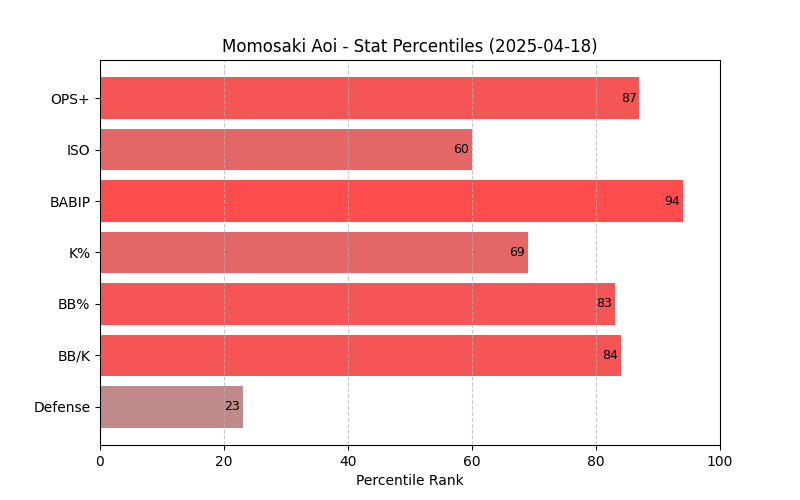 Momosaki Aoi - Stat Percentiles (2025-04-18)
OPS+ 87
ISO 60
BABIP 94
K% 69
BB% 83
BB/K 84
Defense 23
0 20 40 60 80 100
Percentile Rank